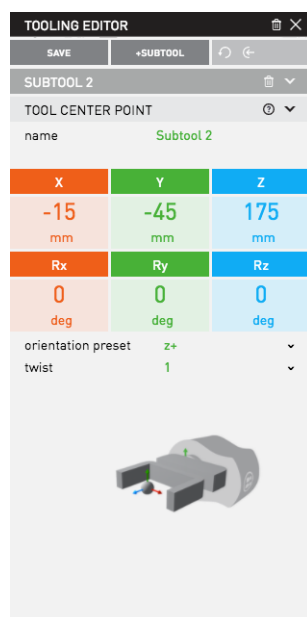 TOOLING EDITOR
SAVE +SUBTOOL
SUBTOOL 2
TOOL CENTER POINT
name Subtool 2
X Y Z
-15 -45 175
mm mm mm
Rx Ry Rz
0 0 0
deg deg deg
orientation preset z+
twist 1